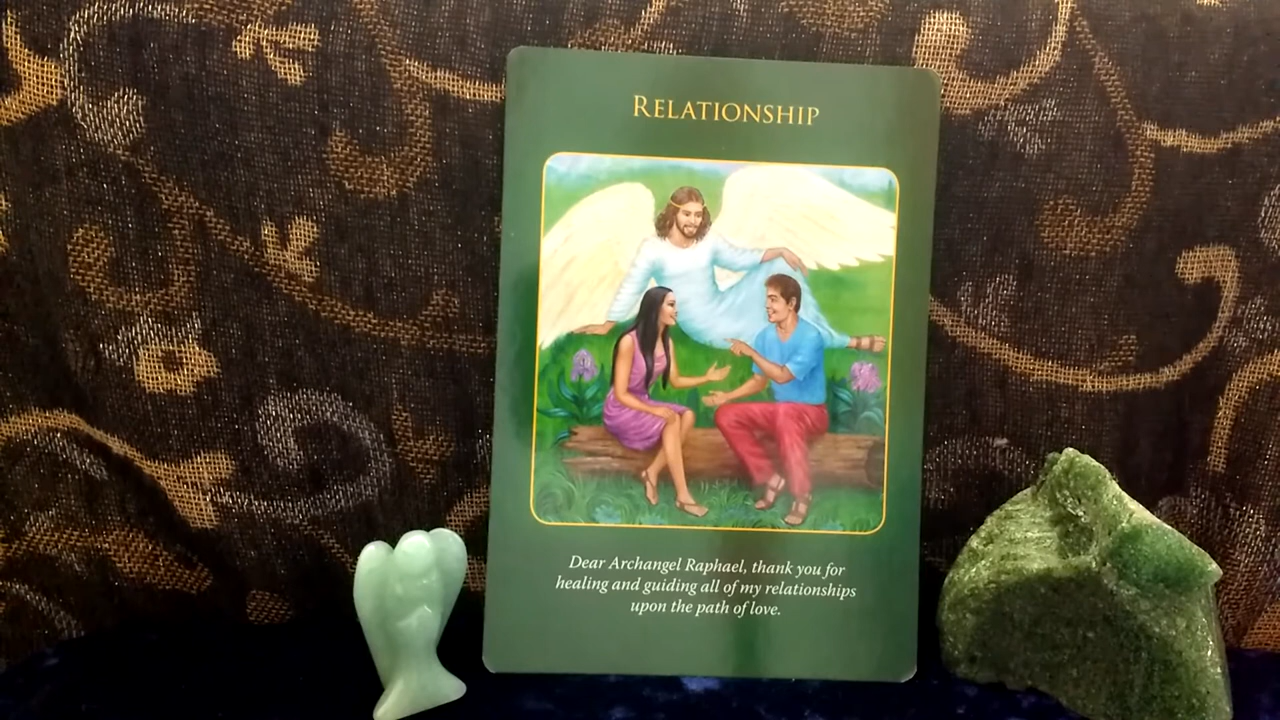 RELATIONSHIP
Dear Archangel Raphael, thank you for
healing and guiding all of my relationships
upon the path of love.